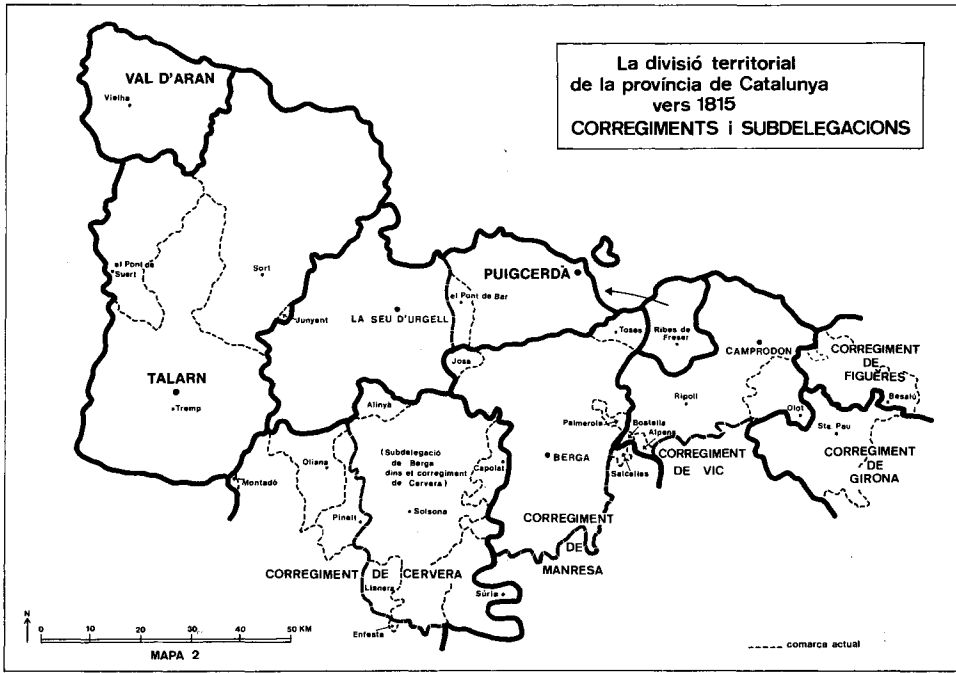 La divisió territorial
de la província de Catalunya
vers 1815
CORREGIMENTS i SUBDELEGACIONS
VAL D'ARAN
Vielha
el Pont de
Suert
Sort
Junyent
LA SEU D'URGELL
el Pont de Bar
PUIGCERDÀ
Toses
Ribes de
Freser
CAMPRODON
CORREGIMENT
DE
FIGUERES
Besalú
Josa
TALARN
Tremp
Alinyà
Palmerola
Ripoll
Olot
Sta. Pau
Boatella
Alpens
Salcelles
CORREGIMENT
DE VIC
CORREGIMENT
DE
GIRONA
Oliana
(Subdelegació
de Berga
dins el corregiment
de Cervera)
Capolat
BERGA
Montadó
Solsona
Pinell
CORREGIMENT
DE
MANRESA
CORREGIMENT DE CERVERA
Llanera
Súria
Enfesta
N
0 10 20 30 40 50 KM
MAPA 2
comarca actual